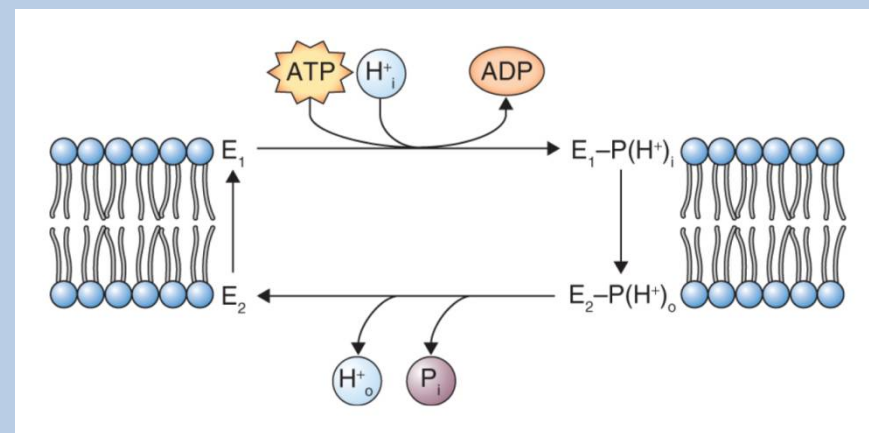 ATP H⁺ᵢ ADP
E₁ E₁–P(H⁺)ᵢ
E₂ E₂–P(H⁺)ₒ
H⁺ₒ Pᵢ